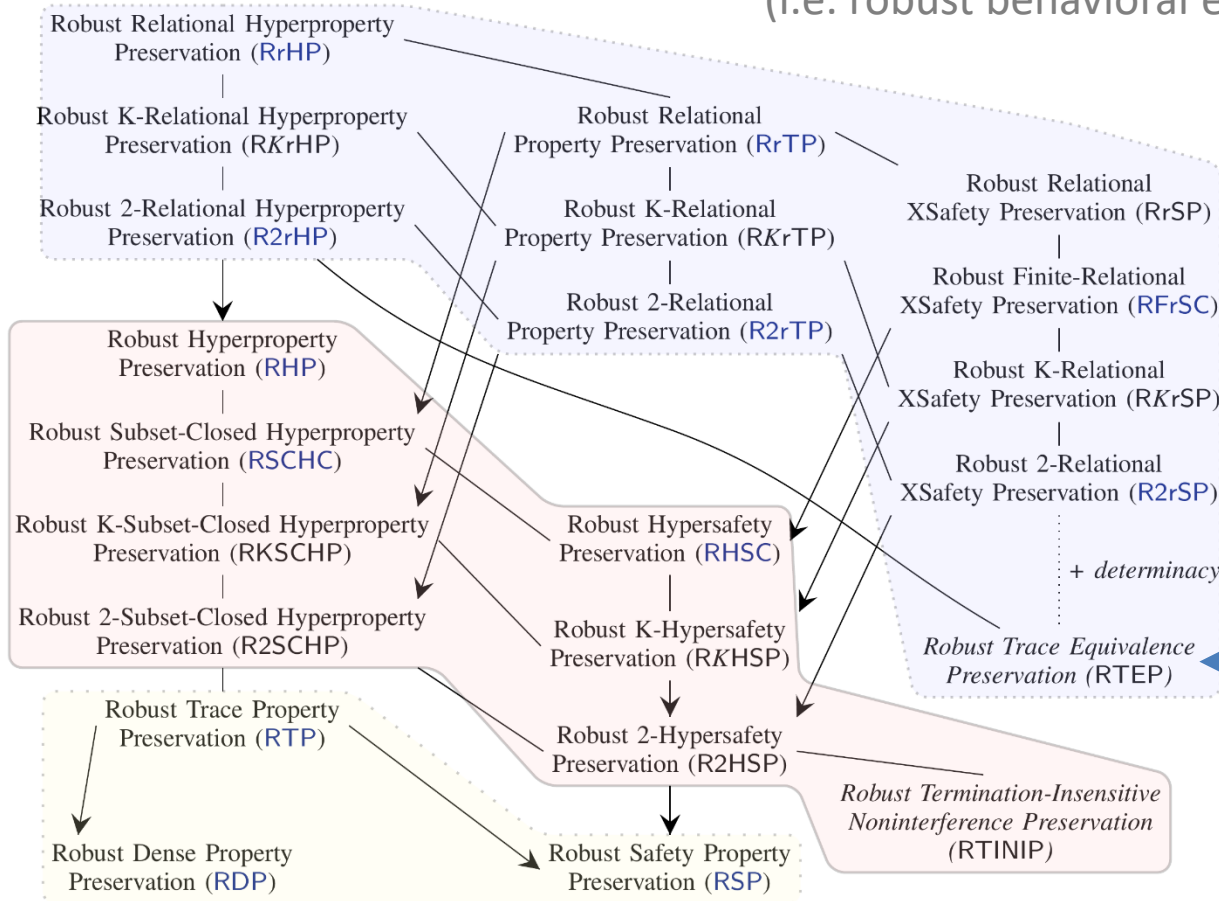 (i.e. robust behavioral e
Robust Relational Hyperproperty
Preservation (RrHP)
Robust K-Relational Hyperproperty
Preservation (RKrHP)
Robust 2-Relational Hyperproperty
Preservation (R2rHP)
Robust Relational
Property Preservation (RrTP)
Robust K-Relational
Property Preservation (RKrTP)
Robust 2-Relational
Property Preservation (R2rTP)
Robust Relational
XSafety Preservation (RrSP)
Robust Finite-Relational
XSafety Preservation (RFrSC)
Robust K-Relational
XSafety Preservation (RKrSP)
Robust 2-Relational
XSafety Preservation (R2rSP)
+ determinacy
Robust Trace Equivalence
Preservation (RTEP)
Robust Hyperproperty
Preservation (RHP)
Robust Subset-Closed Hyperproperty
Preservation (RSCHC)
Robust K-Subset-Closed Hyperproperty
Preservation (RKSCHP)
Robust 2-Subset-Closed Hyperproperty
Preservation (R2SCHP)
Robust Hypersafety
Preservation (RHSC)
Robust K-Hypersafety
Preservation (RKHSP)
Robust 2-Hypersafety
Preservation (R2HSP)
Robust Termination-Insensitive
Noninterference Preservation
(RTINIP)
Robust Trace Property
Preservation (RTP)
Robust Dense Property
Preservation (RDP)
Robust Safety Property
Preservation (RSP)